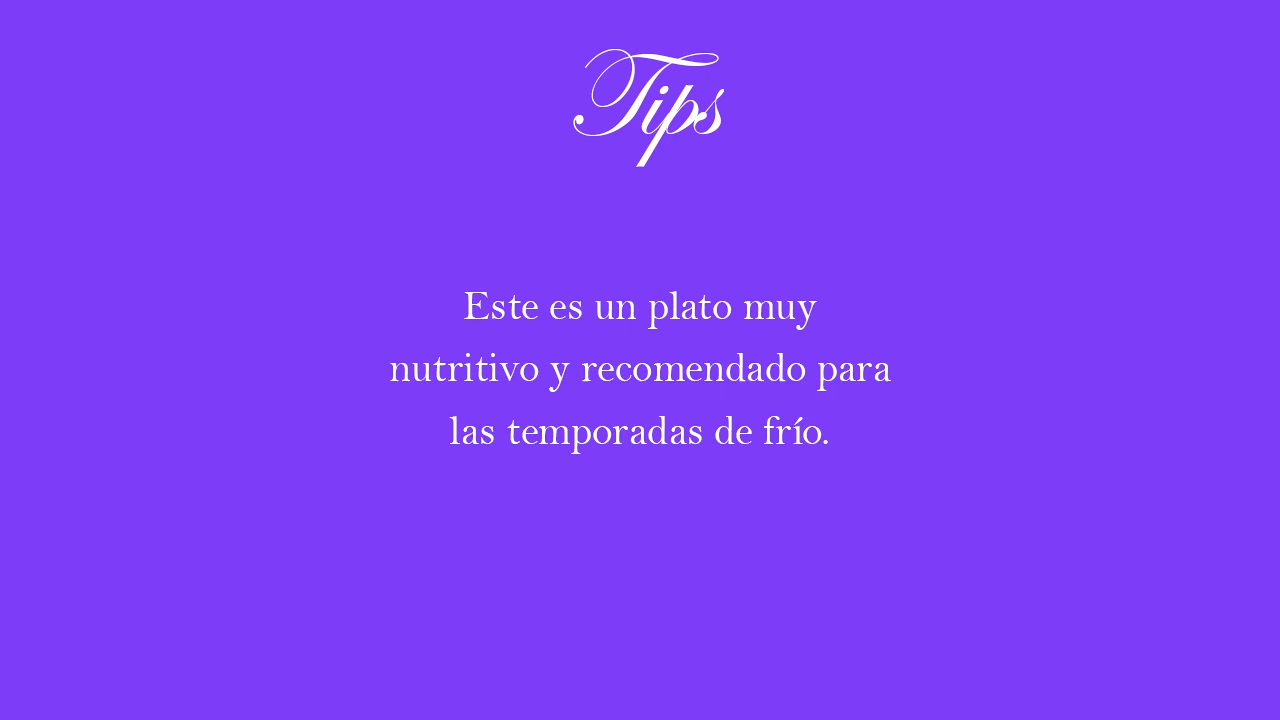 Tips
Este es un plato muy
nutritivo y recomendado para
las temporadas de frío.